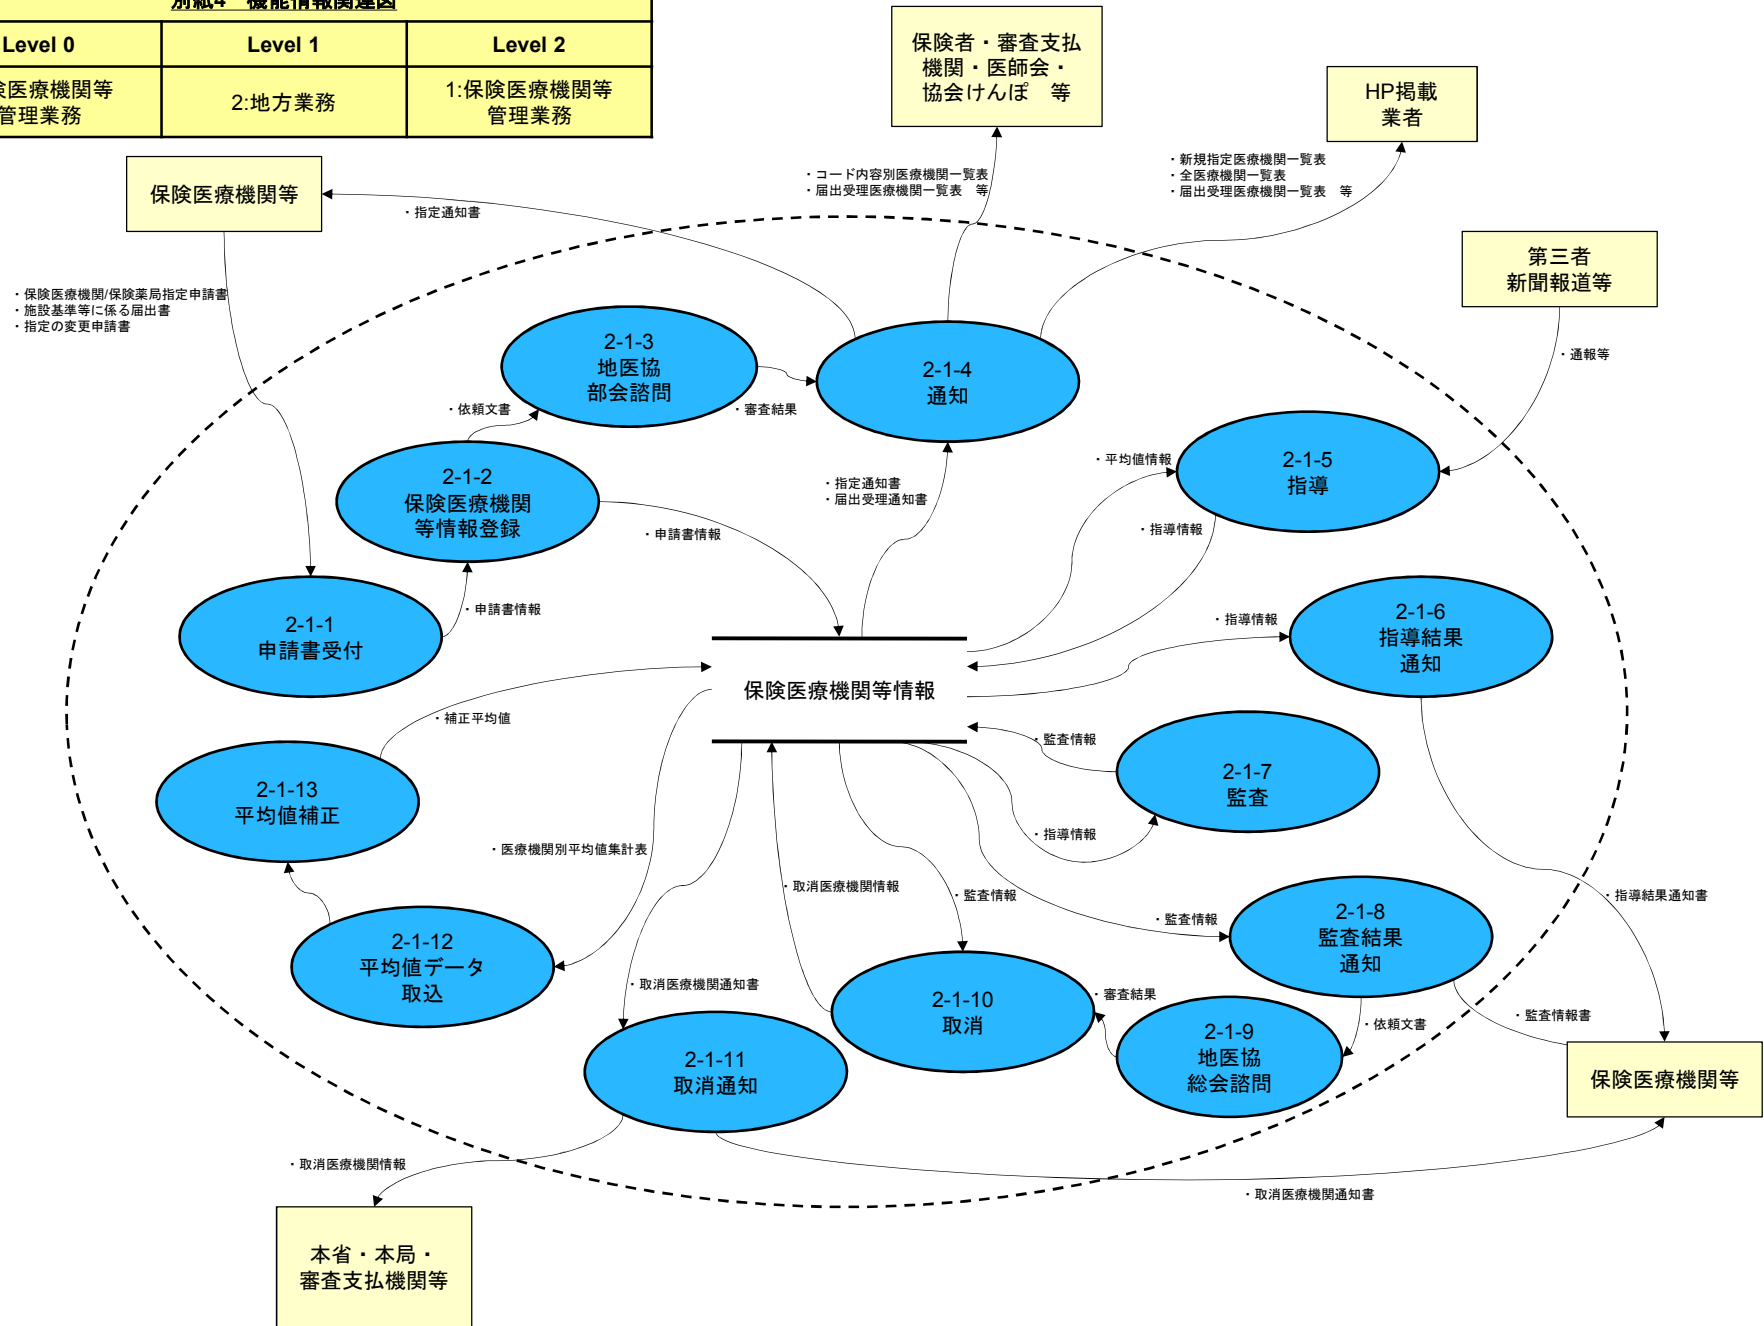 別紙4　機能情報関連図
Level 0
Level 1
Level 2
険医療機関等
管理業務
2:地方業務
1:保険医療機関等
管理業務
保険者・審査支払
機関・医師会・
協会けんぽ　等
HP掲載
業者
保険医療機関等
・コード内容別医療機関一覧表
・届出受理医療機関一覧表　等
・新規指定医療機関一覧表
・全医療機関一覧表
・届出受理医療機関一覧表　等
・指定通知書
第三者
新聞報道等
・保険医療機関/保険薬局指定申請書
・施設基準等に係る届出書
・指定の変更申請書
2-1-3
地医協
部会諮問
2-1-4
通知
・通報等
・依頼文書
・審査結果
2-1-2
保険医療機関
等情報登録
・指定通知書
・届出受理通知書
・平均値情報
2-1-5
指導
・申請書情報
・指導情報
2-1-1
申請書受付
・申請書情報
・指導情報
2-1-6
指導結果
通知
保険医療機関等情報
・補正平均値
・監査情報
2-1-7
監査
2-1-13
平均値補正
・医療機関別平均値集計表
・指導情報
・取消医療機関情報
・監査情報
・監査情報
・指導結果通知書
2-1-8
監査結果
通知
2-1-12
平均値データ
取込
・取消医療機関通知書
2-1-10
取消
・審査結果
2-1-9
地医協
総会諮問
・依頼文書
・監査情報書
2-1-11
取消通知
保険医療機関等
・取消医療機関情報
・取消医療機関通知書
本省・本局・
審査支払機関等